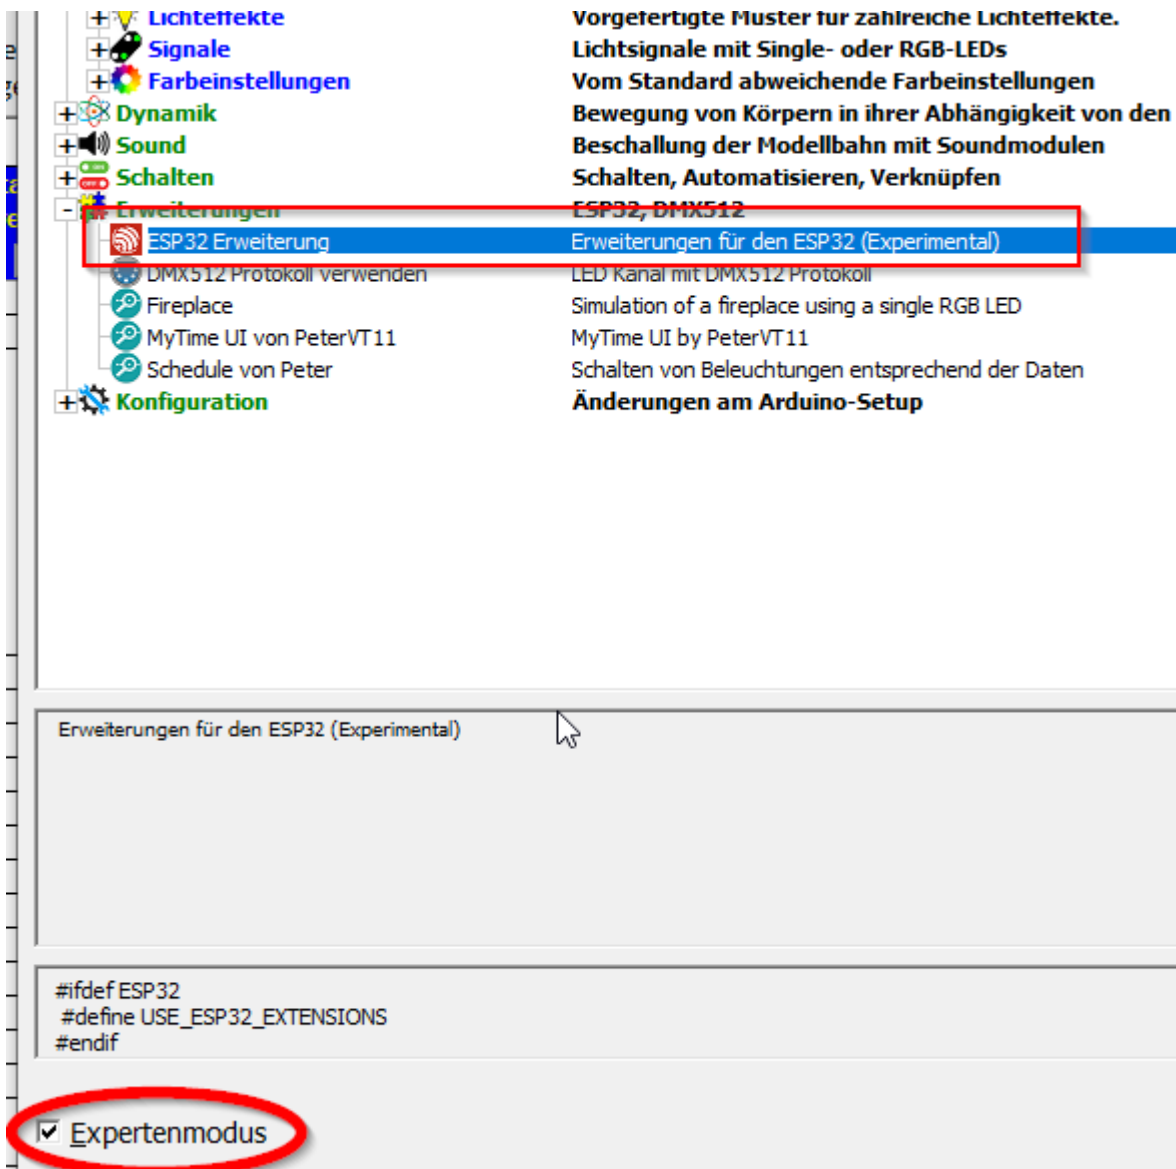 Lichteffekte Vorgefertigte Muster für zahlreiche Lichteffekte.
Signale Lichtsignale mit Single- oder RGB-LEDs
Farbeinstellungen Vom Standard abweichende Farbeinstellungen
Dynamik Bewegung von Körpern in ihrer Abhängigkeit von den
Sound Beschallung der Modellbahn mit Soundmodulen
Schalten Schalten, Automatisieren, Verknüpfen
Erweiterungen ESP32, DMX512
ESP32 Erweiterung Erweiterungen für den ESP32 (Experimental)
DMX512 Protokoll verwenden LED Kanal mit DMX512 Protokoll
Fireplace Simulation of a fireplace using a single RGB LED
MyTime UI von PeterVT11 MyTime UI by PeterVT11
Schedule von Peter Schalten von Beleuchtungen entsprechend der Daten
Konfiguration Änderungen am Arduino-Setup
Erweiterungen für den ESP32 (Experimental)
#ifdef ESP32
#define USE_ESP32_EXTENSIONS
#endif
Expertenmodus